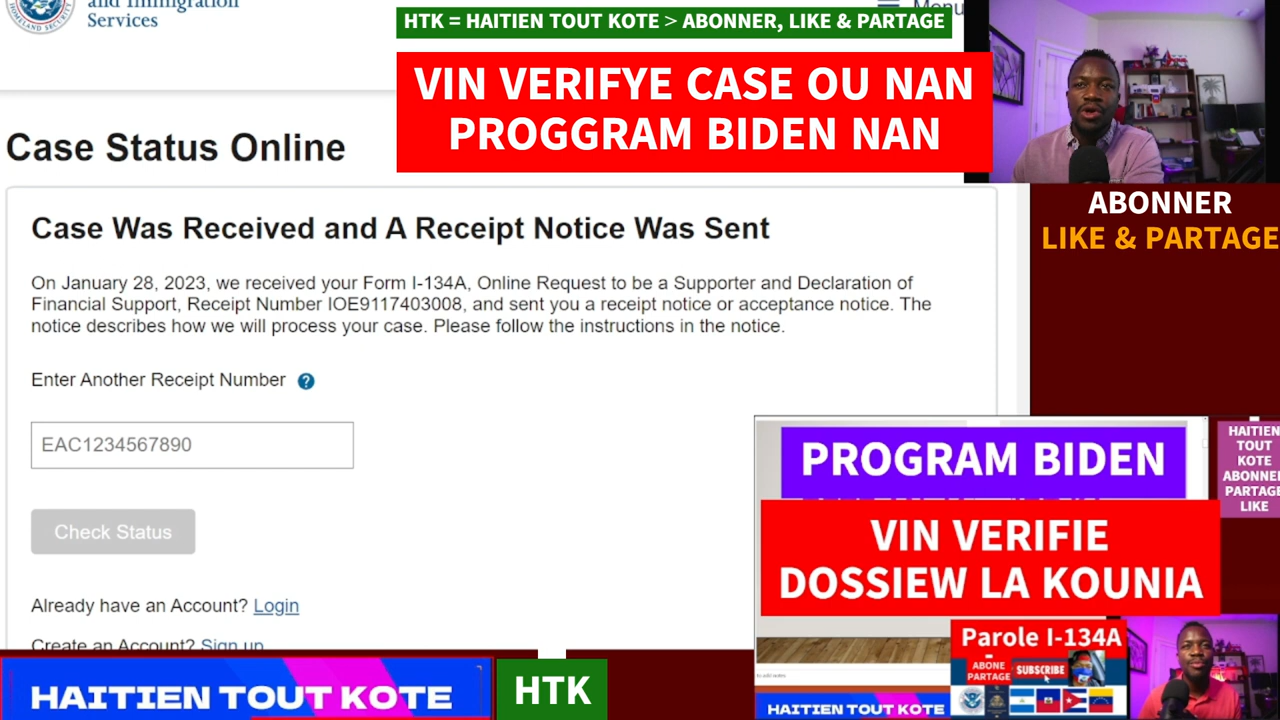 and Immigration
Services
Menu
HTK = HAITIEN TOUT KOTE > ABONNER, LIKE & PARTAGE
VIN VERIFYE CASE OU NAN
PROGGRAM BIDEN NAN
ABONNER
LIKE & PARTAGE
Case Status Online
Case Was Received and A Receipt Notice Was Sent
On January 28, 2023, we received your Form I-134A, Online Request to be a Supporter and Declaration of
Financial Support, Receipt Number IOE9117403008, and sent you a receipt notice or acceptance notice. The
notice describes how we will process your case. Please follow the instructions in the notice.
Enter Another Receipt Number ?
EAC1234567890
Check Status
Already have an Account? Login
Create an Account? Sign up
HAITIEN TOUT KOTE
HTK
PROGRAM BIDEN
VIN VERIFIE
DOSSIEW LA KOUNIA
HAITIEN
TOUT
KOTE
ABONNER
PARTAGE
LIKE
Parole I-134A
ABONE
PARTAGE
SUBSCRIBE
to add notes
HAITIEN TOUT KOTE